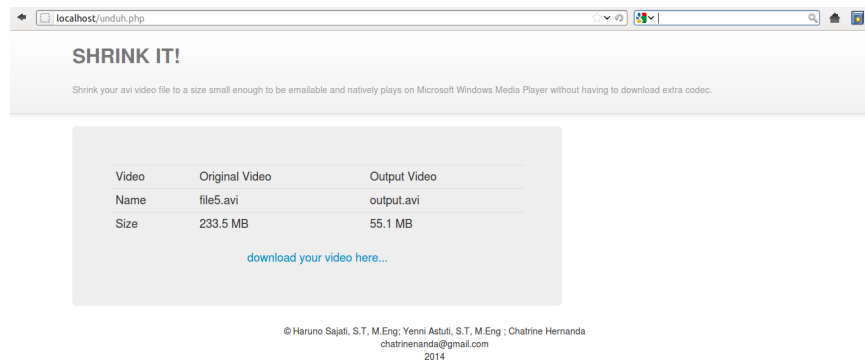 localhost/unduh.php
SHRINK IT!
Shrink your avi video file to a size small enough to be emailable and natively plays on Microsoft Windows Media Player without having to download extra codec.
Video Original Video Output Video
Name file5.avi output.avi
Size 233.5 MB 55.1 MB
download your video here...
© Haruno Sajati, S.T, M.Eng; Yenni Astuti, S.T, M.Eng ; Chatrine Hernanda
chatrinenanda@gmail.com
2014